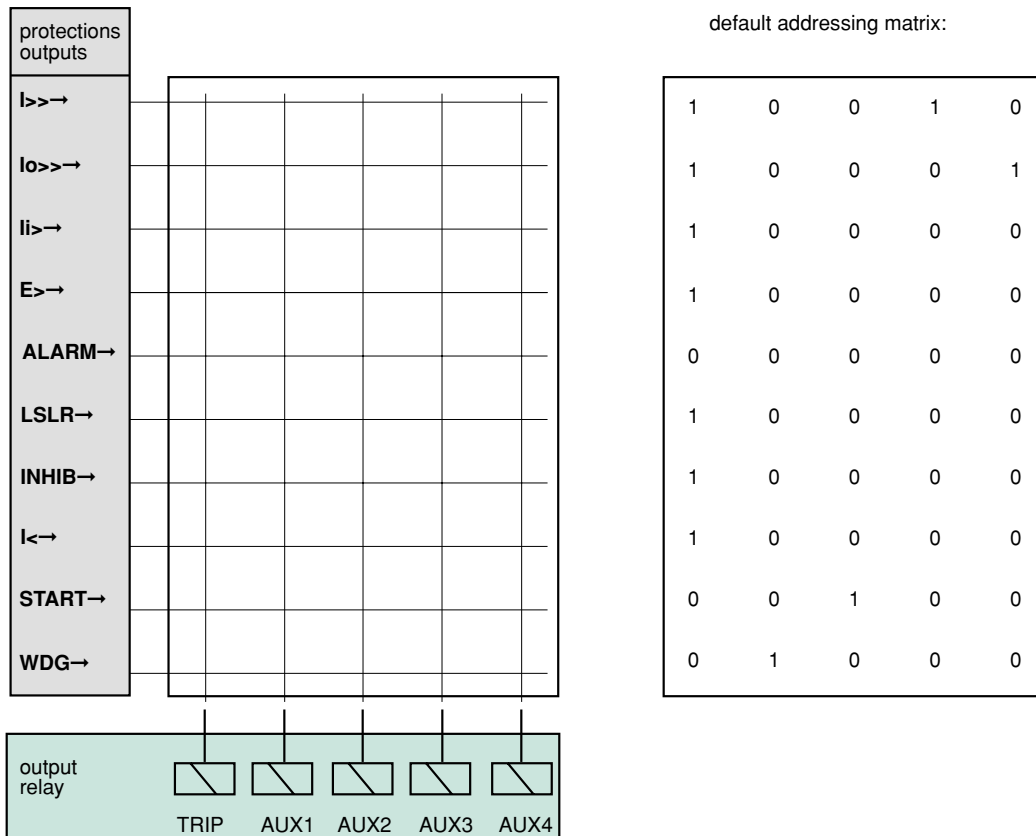 protections
outputs
default addressing matrix:
I>>→ 1 0 0 1 0
Io>>→ 1 0 0 0 1
Ii>→ 1 0 0 0 0
E>→ 1 0 0 0 0
ALARM→ 0 0 0 0 0
LSLR→ 1 0 0 0 0
INHIB→ 1 0 0 0 0
I<→ 1 0 0 0 0
START→ 0 0 1 0 0
WDG→ 0 1 0 0 0
output
relay
TRIP AUX1 AUX2 AUX3 AUX4